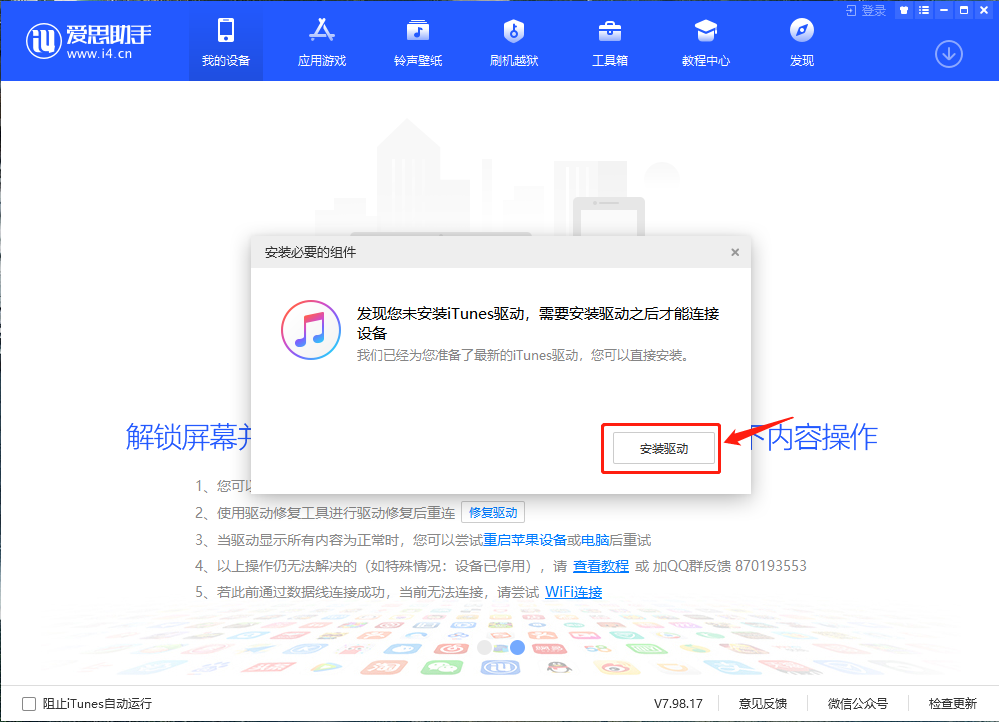 登录
爱思助手
www.i4.cn
我的设备
应用游戏
铃声壁纸
刷机越狱
工具箱
教程中心
发现
安装必要的组件
发现您未安装iTunes驱动，需要安装驱动之后才能连接
设备
我们已经为您准备了最新的iTunes驱动，您可以直接安装。
安装驱动
解锁屏幕并
下内容操作
1、您可以
2、使用驱动修复工具进行驱动修复后重连 修复驱动
3、当驱动显示所有内容为正常时，您可以尝试重启苹果设备或电脑后重试
4、以上操作仍无法解决的（如特殊情况：设备已停用），请 查看教程 或 加QQ群反馈 870193553
5、若此前通过数据线连接成功，当前无法连接，请尝试 WiFi连接
阻止iTunes自动运行
V7.98.17
意见反馈
微信公众号
检查更新